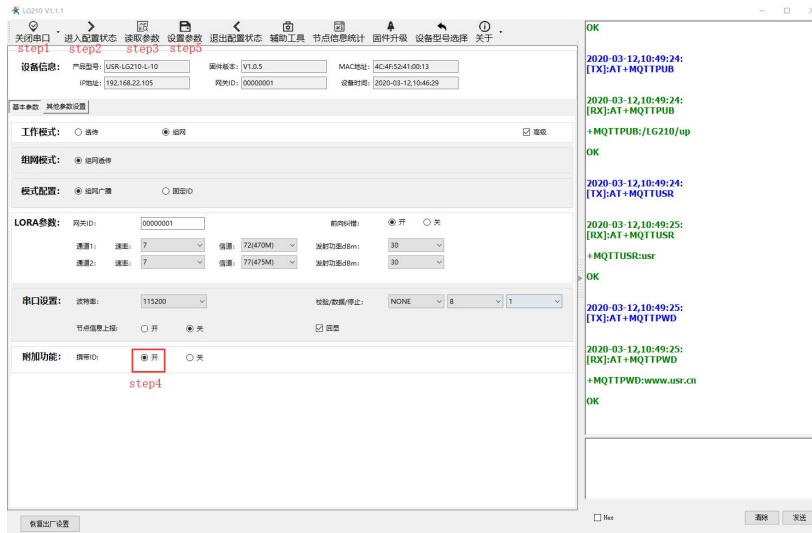 LG210 V1.1.1
关闭串口 进入配置状态 读取参数 设置参数 退出配置状态 辅助工具 节点信息统计 固件升级 设备型号选择 关于
step1 step2 step3 step5
设备信息: 产品型号: USR-LG210-L-10 固件版本: V1.0.5 MAC地址: 4C:4F:52:41:00:13
IP地址: 192.168.22.105 网关ID: 00000001 设备时间: 2020-03-12,10:46:29
基本参数 其他参数设置
工作模式: 透传 组网 高级
组网模式: 组网透传
模式配置: 组网广播 固定ID
LORA参数: 网关ID: 00000001 前向纠错: 开 关
通道1: 速率: 7 信道: 72(470M) 发射功率dBm: 30
通道2: 速率: 7 信道: 77(475M) 发射功率dBm: 30
串口设置: 波特率: 115200 校验/数据/停止: NONE 8 1
节点信息上报: 开 关 回显
附加功能: 携带ID: 开 关
step4
恢复出厂设置
OK
2020-03-12,10:49:24:
[TX]:AT+MQTTPUB
2020-03-12,10:49:24:
[RX]:AT+MQTTPUB
+MQTTPUB:/LG210/up
OK
2020-03-12,10:49:24:
[TX]:AT+MQTTUSR
2020-03-12,10:49:25:
[RX]:AT+MQTTUSR
+MQTTUSR:usr
OK
2020-03-12,10:49:25:
[TX]:AT+MQTTPWD
2020-03-12,10:49:25:
[RX]:AT+MQTTPWD
+MQTTPWD:www.usr.cn
OK
Hex 清除 发送